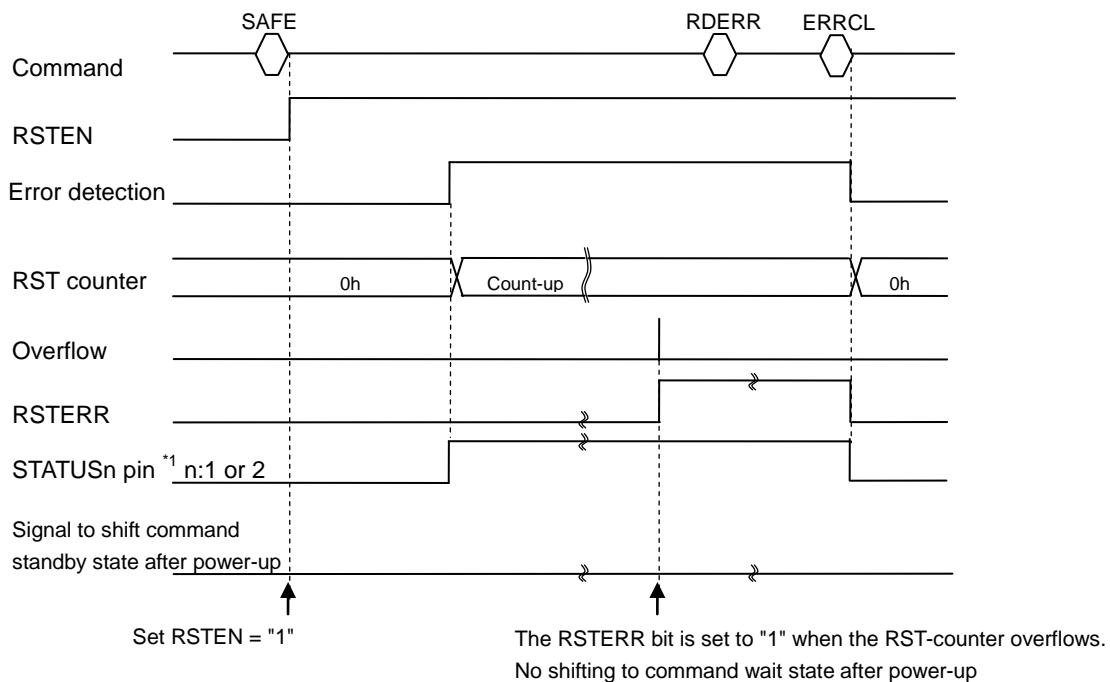 SAFE RDERR ERRCL
Command
RSTEN
Error detection
RST counter 0h Count-up 0h
Overflow
RSTERR
STATUSn pin *1 n:1 or 2
Signal to shift command
standby state after power-up
Set RSTEN = "1"
The RSTERR bit is set to "1" when the RST-counter overflows.
No shifting to command wait state after power-up